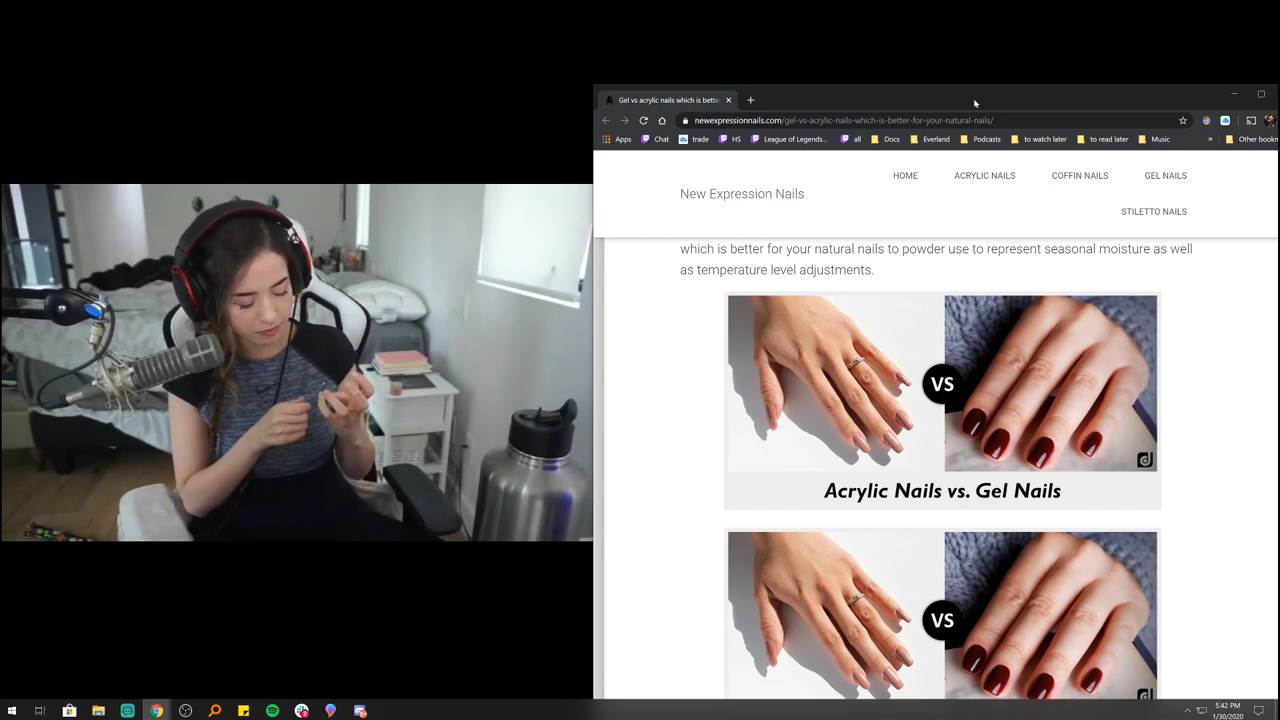 Gel vs acrylic nails which is bette
newexpressionnails.com/gel-vs-acrylic-nails-which-is-better-for-your-natural-nails/
Apps Chat trade HS League of Legends... all Docs Everland Podcasts to watch later to read later Music » Other bookn
HOME ACRYLIC NAILS COFFIN NAILS GEL NAILS
New Expression Nails
STILETTO NAILS
which is better for your natural nails to powder use to represent seasonal moisture as well
as temperature level adjustments.
VS
Acrylic Nails vs. Gel Nails
VS
5:42 PM
1/30/2020